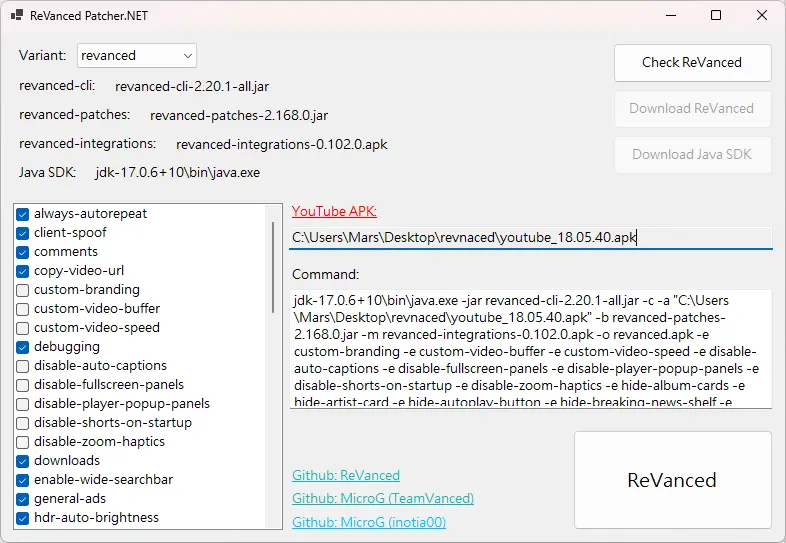 ReVanced Patcher.NET
Variant: revanced
Check ReVanced
revanced-cli: revanced-cli-2.20.1-all.jar
revanced-patches: revanced-patches-2.168.0.jar
Download ReVanced
revanced-integrations: revanced-integrations-0.102.0.apk
Download Java SDK
Java SDK: jdk-17.0.6+10\bin\java.exe
always-autorepeat
client-spoof
comments
copy-video-url
custom-branding
custom-video-buffer
custom-video-speed
debugging
disable-auto-captions
disable-fullscreen-panels
disable-player-popup-panels
disable-shorts-on-startup
disable-zoom-haptics
downloads
enable-wide-searchbar
general-ads
hdr-auto-brightness
YouTube APK:
C:\Users\Mars\Desktop\revnaced\youtube_18.05.40.apk
Command:
jdk-17.0.6+10\bin\java.exe -jar revanced-cli-2.20.1-all.jar -c -a "C:\Users
\Mars\Desktop\revnaced\youtube_18.05.40.apk" -b revanced-patches-
2.168.0.jar -m revanced-integrations-0.102.0.apk -o revanced.apk -e
custom-branding -e custom-video-buffer -e custom-video-speed -e disable-
auto-captions -e disable-fullscreen-panels -e disable-player-popup-panels -e
disable-shorts-on-startup -e disable-zoom-haptics -e hide-album-cards -e
hide-artist-card -e hide-autoplay-button -e hide-breaking-news-shelf -e
Github: ReVanced
Github: MicroG (TeamVanced)
Github: MicroG (inotia00)
ReVanced